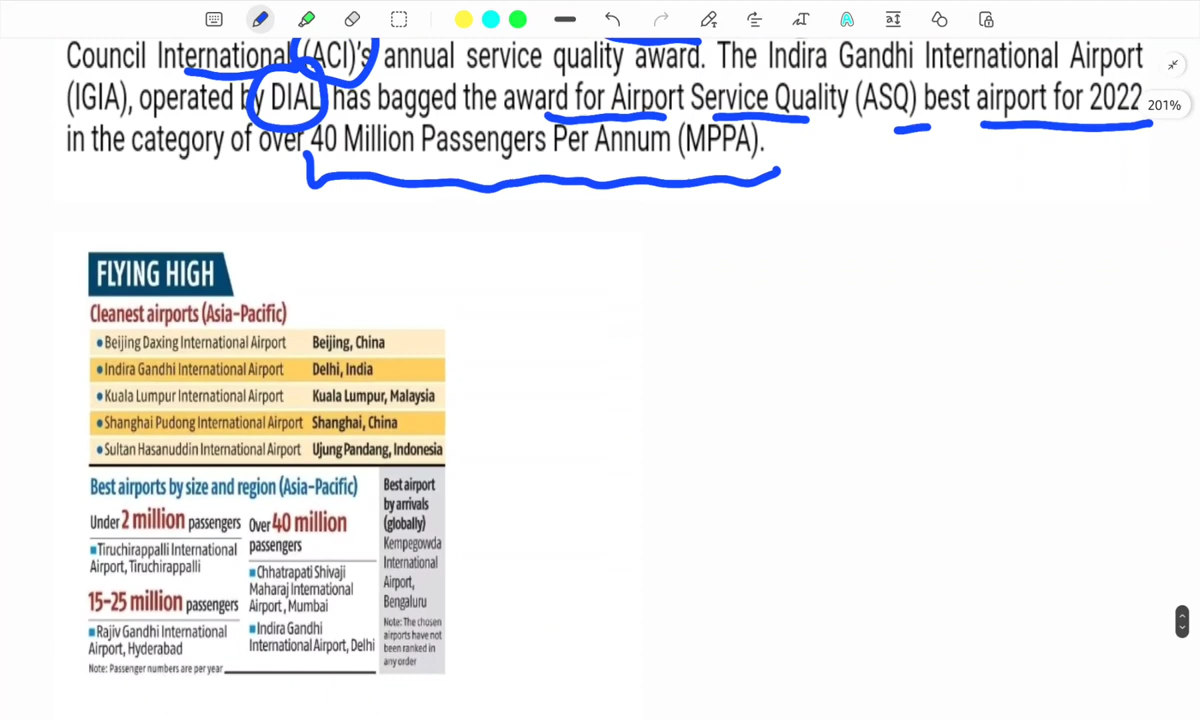 Council International (ACI)'s annual service quality award. The Indira Gandhi International Airport
(IGIA), operated by DIAL has bagged the award for Airport Service Quality (ASQ) best airport for 2022
in the category of over 40 Million Passengers Per Annum (MPPA).
201%
FLYING HIGH
Cleanest airports (Asia-Pacific)
• Beijing Daxing International Airport Beijing, China
• Indira Gandhi International Airport Delhi, India
• Kuala Lumpur International Airport Kuala Lumpur, Malaysia
• Shanghai Pudong International Airport Shanghai, China
• Sultan Hasanuddin International Airport Ujung Pandang, Indonesia
Best airports by size and region (Asia-Pacific)
Under 2 million passengers
Tiruchirappalli International
Airport, Tiruchirappalli
15-25 million passengers
Rajiv Gandhi International
Airport, Hyderabad
Note: Passenger numbers are per year
Over 40 million
passengers
Chhatrapati Shivaji
Maharaj International
Airport, Mumbai
Indira Gandhi
International Airport, Delhi
Best airport
by arrivals
(globally)
Kempegowda
International
Airport,
Bengaluru
Note: The chosen
airports have not
been ranked in
any order